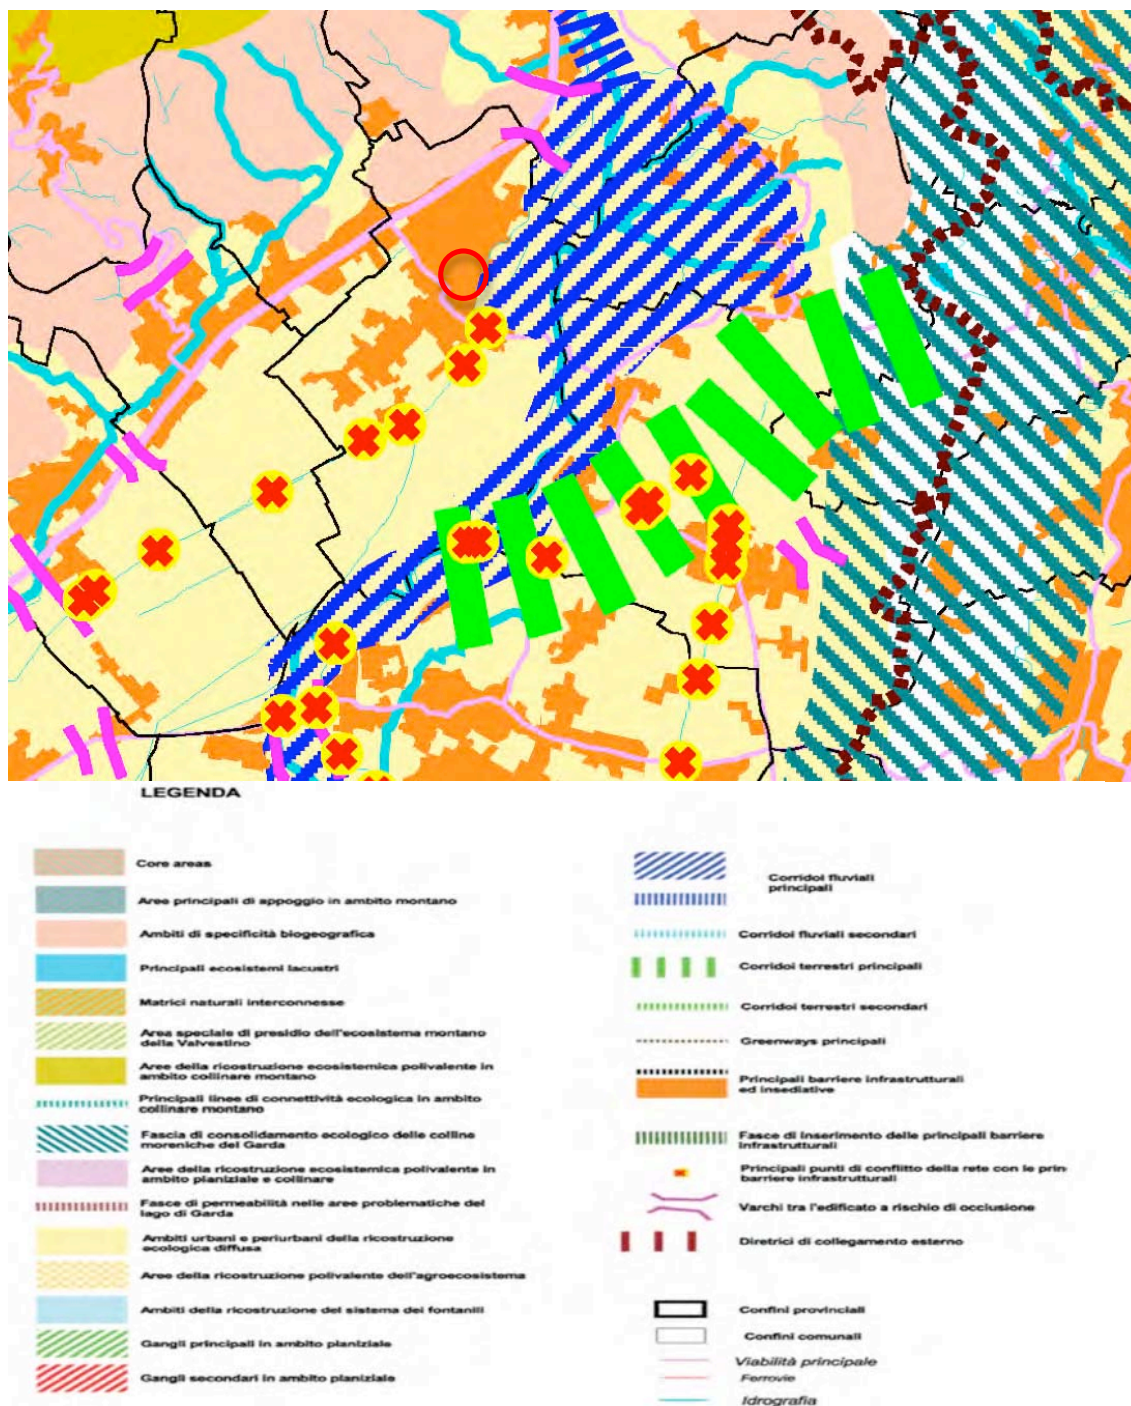 LEGENDA
Core areas
Aree principali di appoggio in ambito montano
Ambiti di specificità biogeografica
Principali ecosistemi lacustri
Matrici naturali interconnesse
Area speciale di presidio dell'ecosistema montano
della Valvestino
Aree della ricostruzione ecosistemica polivalente in
ambito collinare montano
Principali linee di connettività ecologica in ambito
collinare montano
Fascia di consolidamento ecologico delle colline
moreniche del Garda
Aree della ricostruzione ecosistemica polivalente in
ambito planiziale e collinare
Fasce di permeabilità nelle aree problematiche del
lago di Garda
Ambiti urbani e periurbani della ricostruzione
ecologica diffusa
Aree della ricostruzione polivalente dell'agroecosistema
Ambiti della ricostruzione del sistema dei fontanili
Gangli principali in ambito planiziale
Gangli secondari in ambito planiziale
Corridoi fluviali
principali
Corridoi fluviali secondari
Corridoi terrestri principali
Corridoi terrestri secondari
Greenways principali
Principali barriere infrastrutturali
ed insediative
Fasce di inserimento delle principali barriere
infrastrutturali
Principali punti di conflitto della rete con le prin
barriere infrastrutturali
Varchi tra l'edificato a rischio di occlusione
Direttrici di collegamento esterno
Confini provinciali
Confini comunali
Viabilità principale
Ferrovie
Idrografia